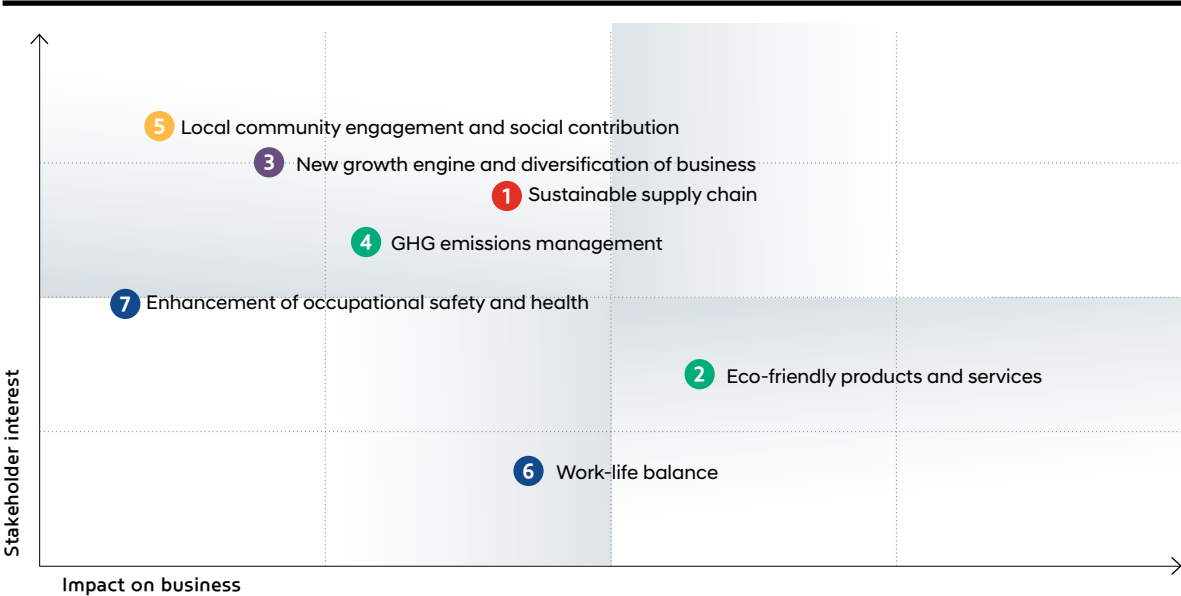 5 Local community engagement and social contribution
3 New growth engine and diversification of business
1 Sustainable supply chain
4 GHG emissions management
7 Enhancement of occupational safety and health
2 Eco-friendly products and services
6 Work-life balance
Stakeholder interest
Impact on business